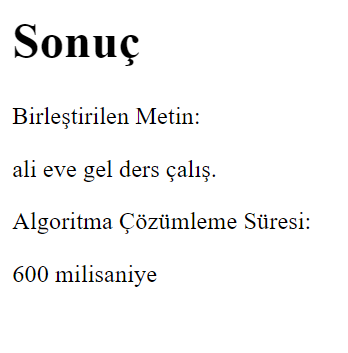 Sonuç
Birleştirilen Metin:
ali eve gel ders çalış.
Algoritma Çözümleme Süresi:
600 milisaniye